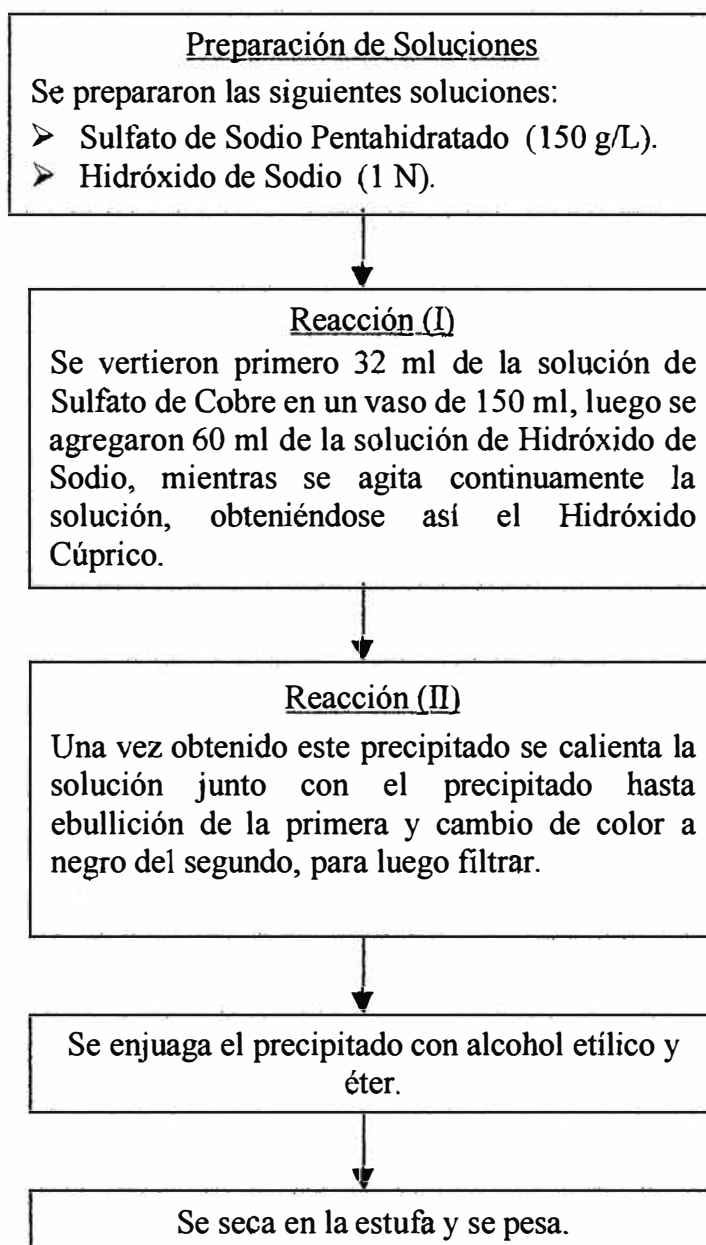 Preparación de Soluciones
Se prepararon las siguientes soluciones:
➢ Sulfato de Sodio Pentahidratado (150 g/L).
➢ Hidróxido de Sodio (1 N).
Reacción (I)
Se vertieron primero 32 ml de la solución de
Sulfato de Cobre en un vaso de 150 ml, luego se
agregaron 60 ml de la solución de Hidróxido de
Sodio, mientras se agita continuamente la
solución, obteniéndose así el Hidróxido
Cúprico.
Reacción (II)
Una vez obtenido este precipitado se calienta la
solución junto con el precipitado hasta
ebullición de la primera y cambio de color a
negro del segundo, para luego filtrar.
Se enjuaga el precipitado con alcohol etílico y
éter.
Se seca en la estufa y se pesa.